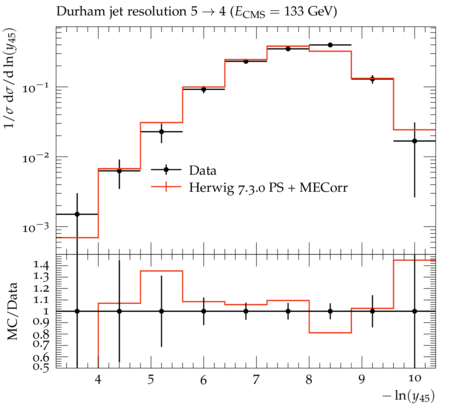 Durham jet resolution 5 → 4 (E_CMS = 133 GeV)
1/σ dσ/d ln(y_45)
10^−1
10^−2
10^−3
Data
Herwig 7.3.0 PS + MECorr
MC/Data
1.4
1.3
1.2
1.1
1
0.9
0.8
0.7
0.6
0.5
4 5 6 7 8 9 10
− ln(y_45)